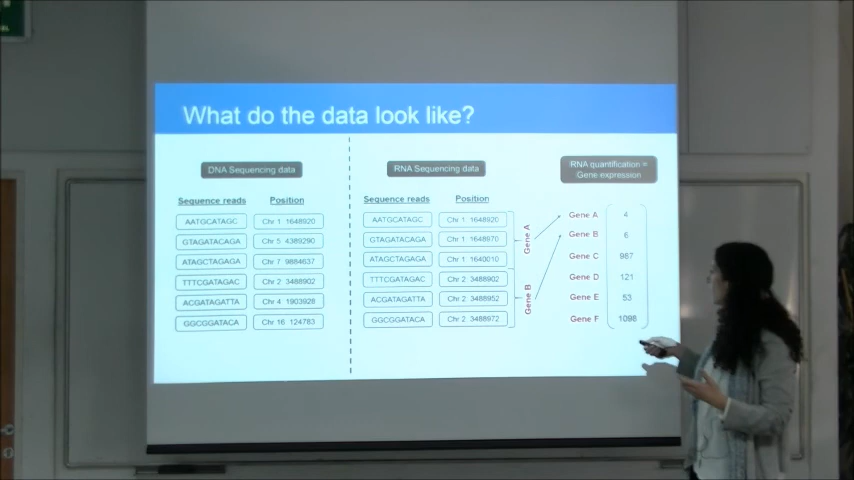 What do the data look like?
DNA Sequencing data
Sequence reads Position
AATGCATAGC Chr 1 1648920
GTAGATACAGA Chr 5 4389290
ATAGCTAGAGA Chr 7 9884637
TTTCGATAGAC Chr 2 3488902
ACGATAGATTA Chr 4 1903928
GGCGGATACA Chr 16 124783
RNA Sequencing data
Sequence reads Position
AATGCATAGC Chr 1 1648920
GTAGATACAGA Chr 1 1648970
ATAGCTAGAGA Chr 1 1640010
TTTCGATAGAC Chr 2 3488902
ACGATAGATTA Chr 2 3488952
GGCGGATACA Chr 2 3488972
Gene A
Gene B
RNA quantification =
Gene expression
Gene A 4
Gene B 6
Gene C 987
Gene D 121
Gene E 53
Gene F 1098